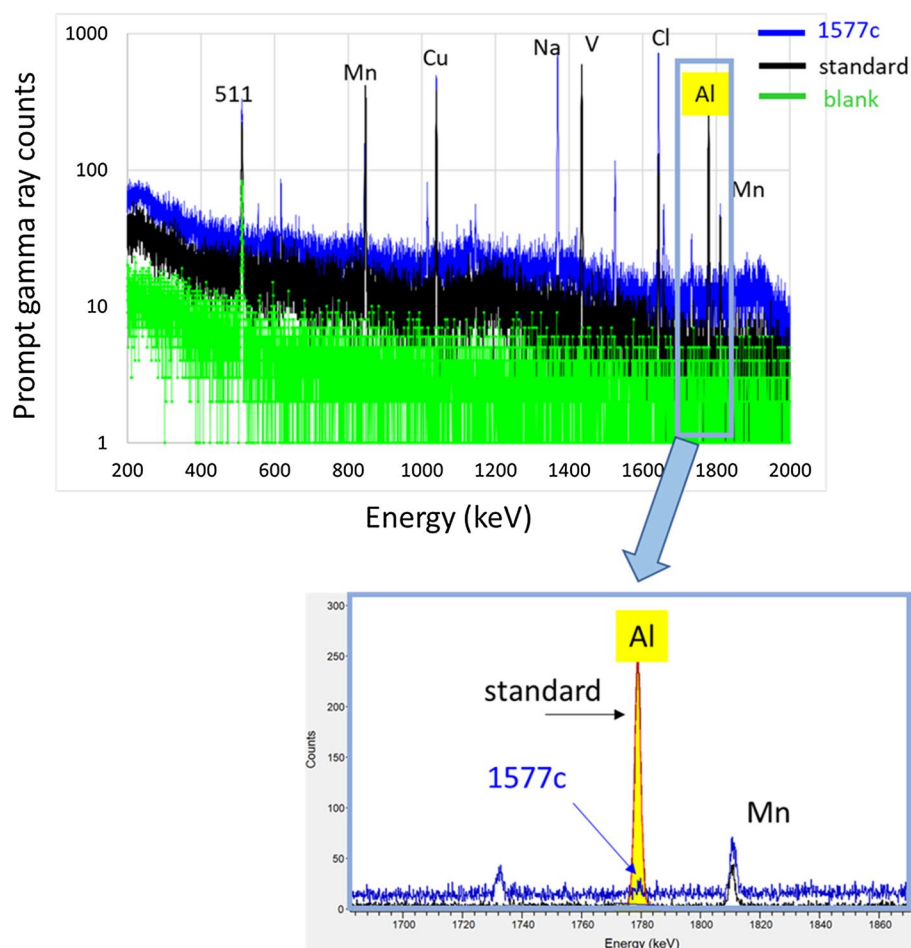 1577c
standard
blank
Prompt gamma ray counts
1000
100
10
1
511
Mn
Cu
Na
V
Cl
Al
Mn
200 400 600 800 1000 1200 1400 1600 1800 2000
Energy (keV)
Counts
300
250
200
150
100
50
0
Al
standard
1577c
Mn
1700 1720 1740 1760 1780 1800 1820 1840 1860
Energy (keV)